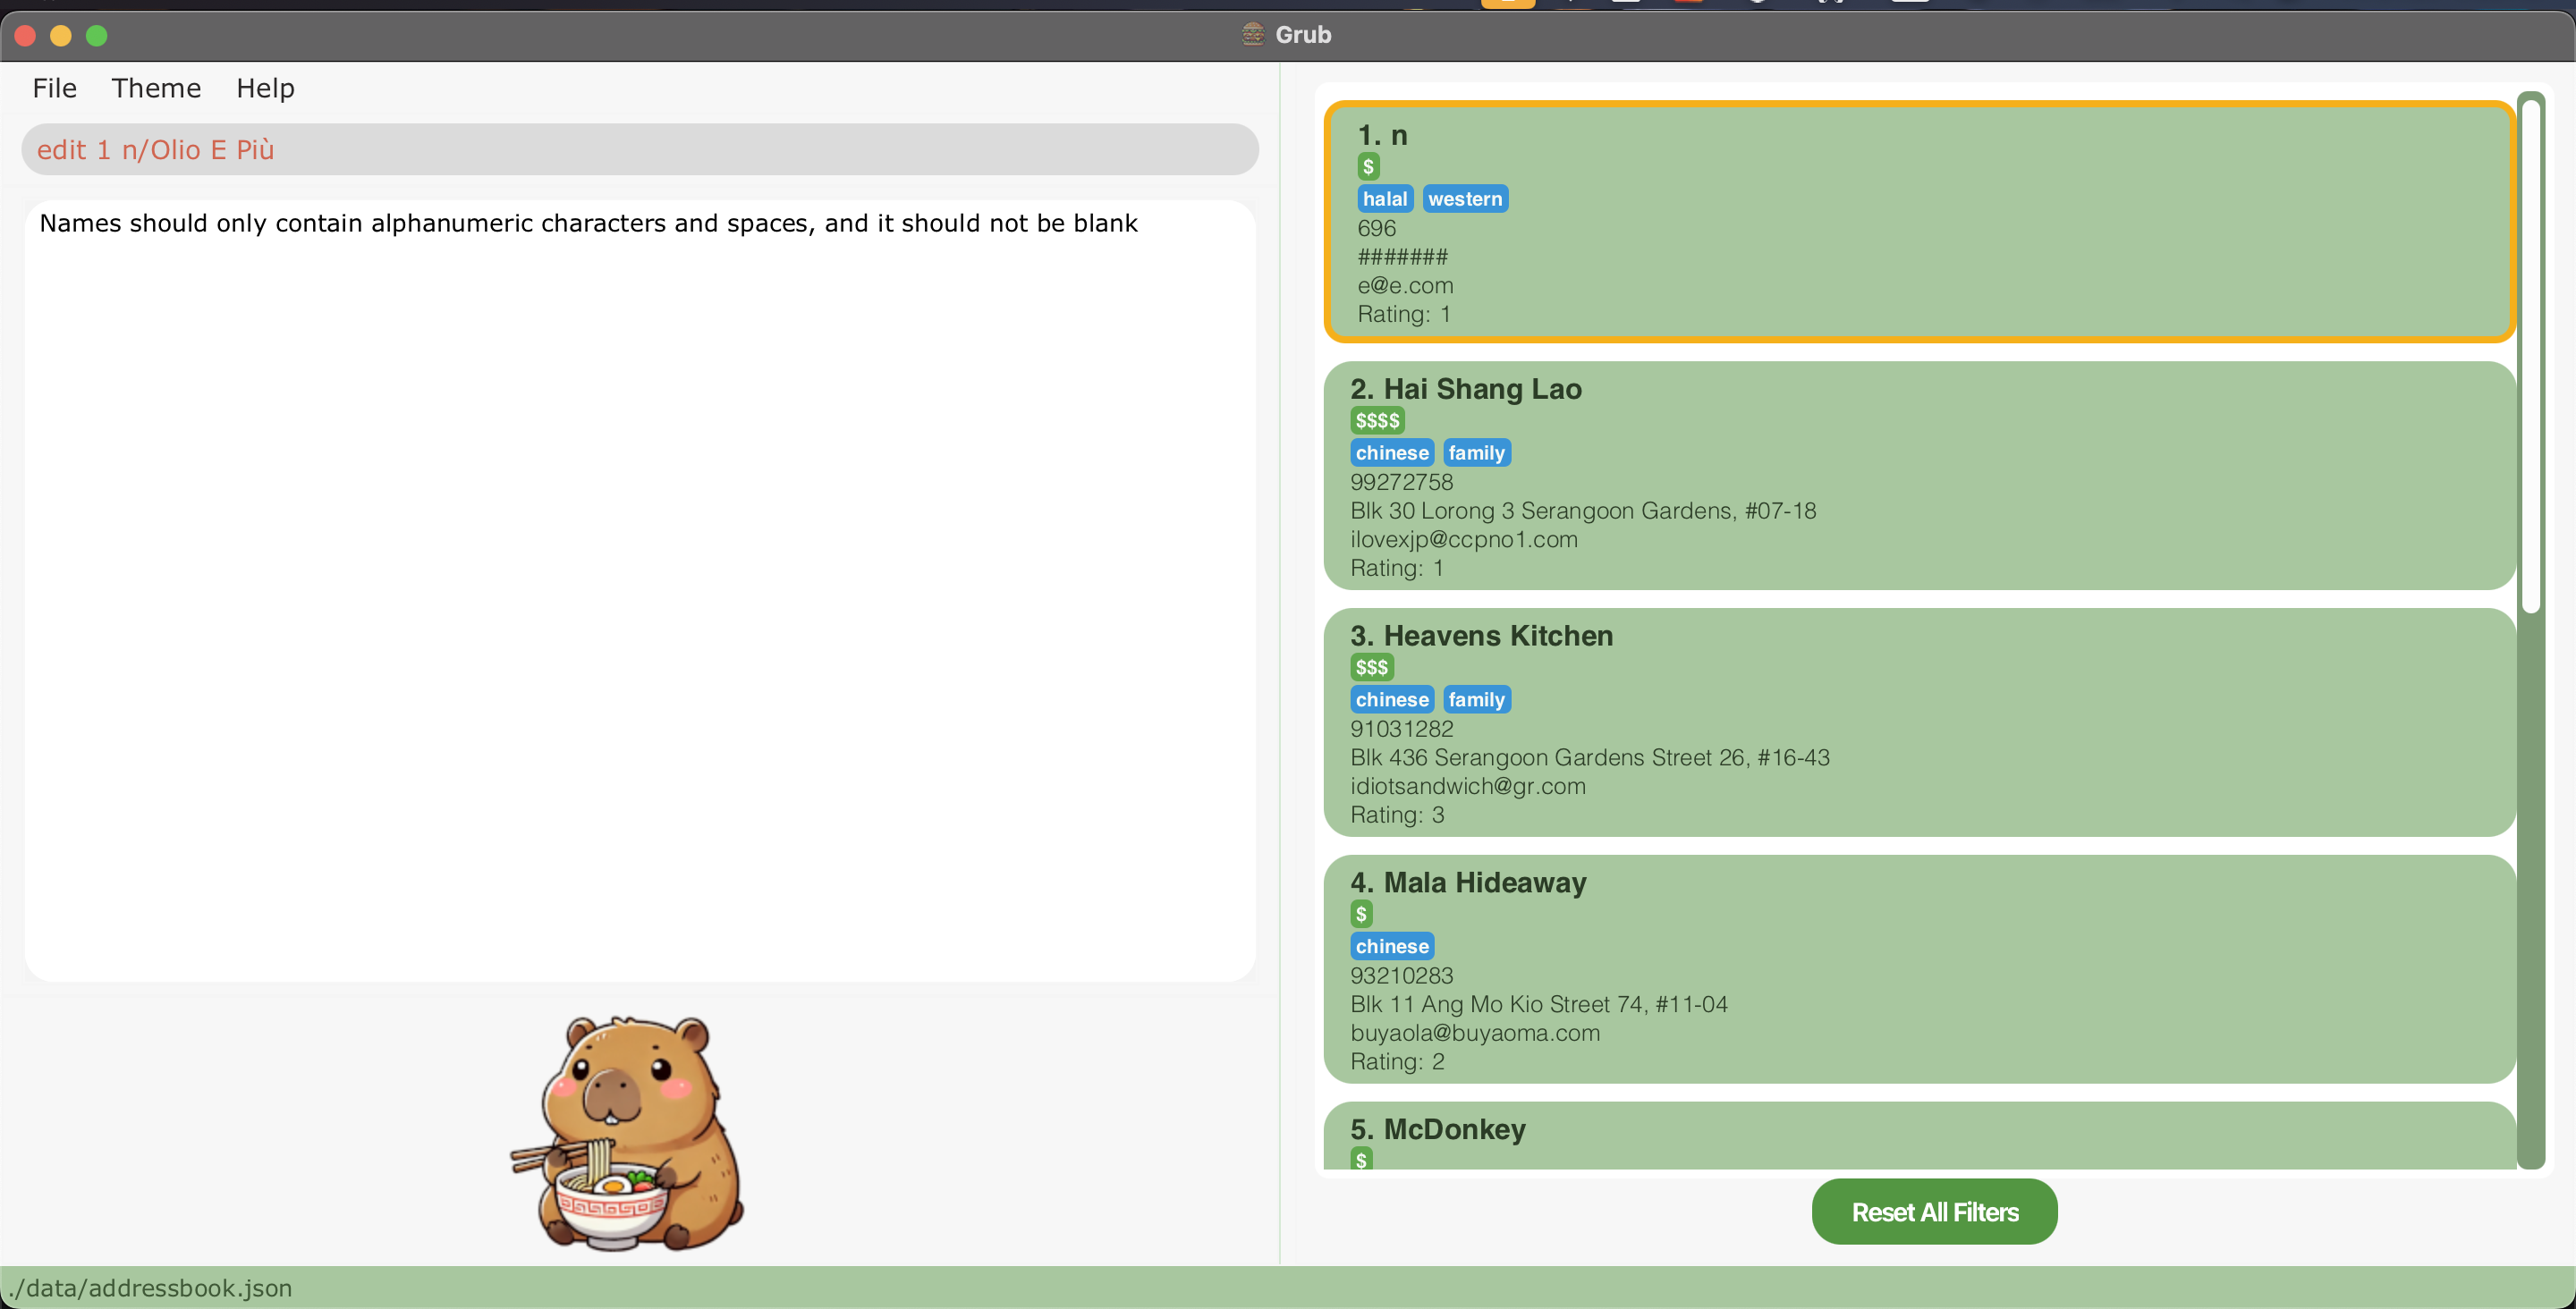 Grub
File Theme Help
edit 1 n/Olio E Più
Names should only contain alphanumeric characters and spaces, and it should not be blank
1. n
$
halal western
696
#######
e@e.com
Rating: 1
2. Hai Shang Lao
$$$$
chinese family
99272758
Blk 30 Lorong 3 Serangoon Gardens, #07-18
ilovexjp@ccpno1.com
Rating: 1
3. Heavens Kitchen
$$$
chinese family
91031282
Blk 436 Serangoon Gardens Street 26, #16-43
idiotsandwich@gr.com
Rating: 3
4. Mala Hideaway
$
chinese
93210283
Blk 11 Ang Mo Kio Street 74, #11-04
buyaola@buyaoma.com
Rating: 2
5. McDonkey
$
Reset All Filters
./data/addressbook.json